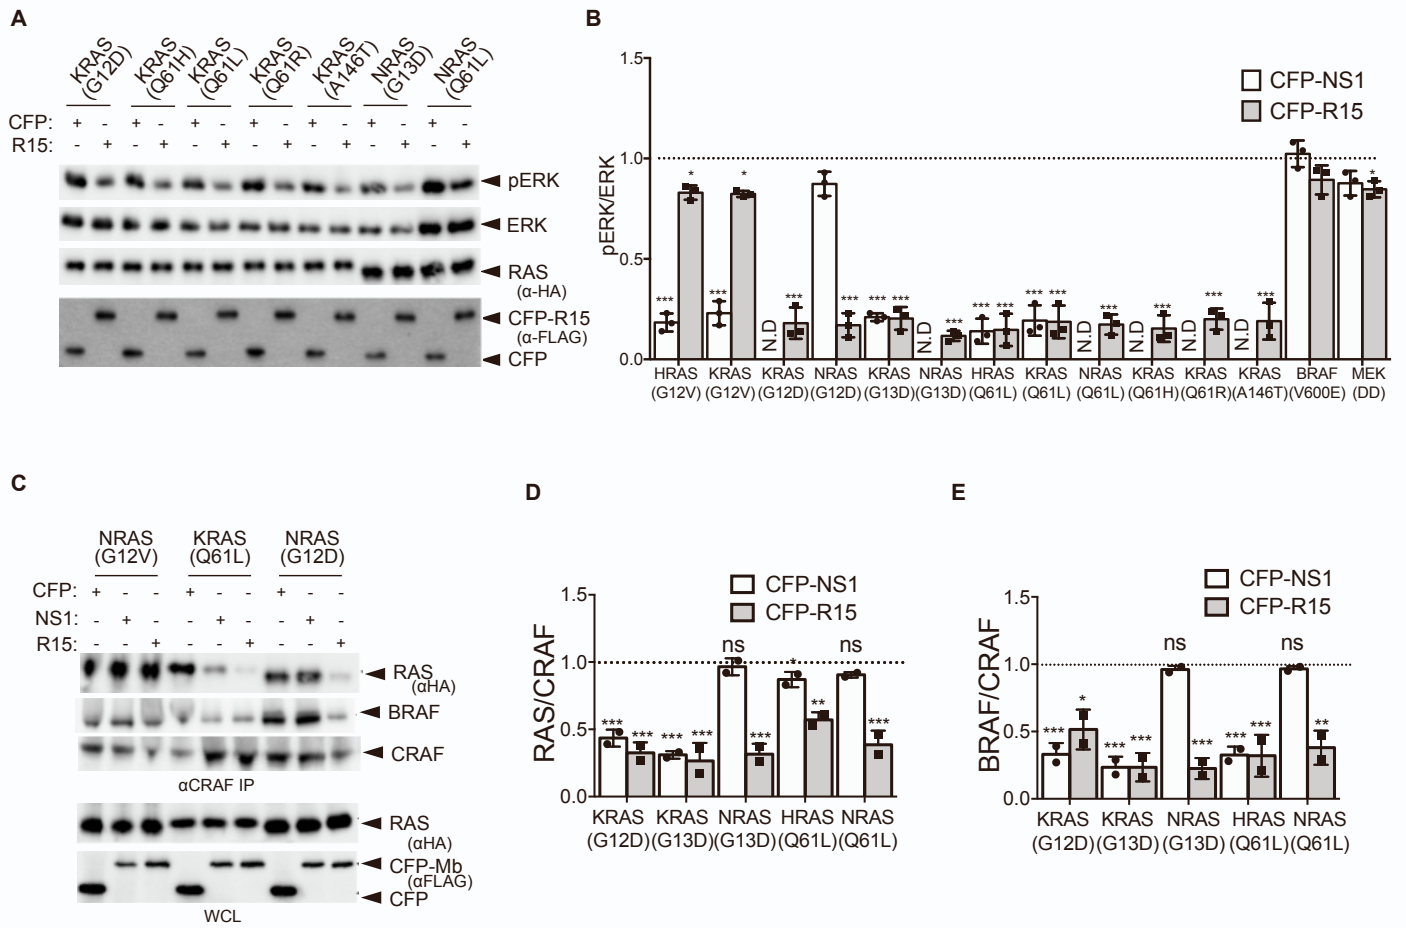 A
KRAS (G12D) KRAS (Q61H) KRAS (Q61L) KRAS (Q61R) KRAS (A146T) NRAS (G13D) NRAS (Q61L)
CFP: + - + - + - + - + - + - + -
R15: - + - + - + - + - + - + - +
pERK
ERK
RAS
(α-HA)
CFP-R15
(α-FLAG)
CFP
B
CFP-NS1
CFP-R15
pERK/ERK
1.5
1.0
0.5
0.0
* * *
*** *** *** *** *** *** *** *** *** *** *** *** *** *** *** ***
N.D N.D N.D N.D N.D N.D
HRAS KRAS KRAS NRAS KRAS NRAS HRAS KRAS NRAS KRAS KRAS KRAS BRAF MEK
(G12V) (G12V) (G12D) (G12D) (G13D) (G13D) (Q61L) (Q61L) (Q61L) (Q61H) (Q61R) (A146T) (V600E) (DD)
C
NRAS KRAS NRAS
(G12V) (Q61L) (G12D)
CFP: + - - + - - + - -
NS1: - + - - + - - + -
R15: - - + - - + - - +
RAS
(αHA)
BRAF
CRAF
αCRAF IP
RAS
(αHA)
CFP-Mb
(αFLAG)
CFP
WCL
D
CFP-NS1
CFP-R15
RAS/CRAF
1.5
1.0
0.5
0.0
*** *** *** *** ns *** * ** ns ***
KRAS KRAS NRAS HRAS NRAS
(G12D) (G13D) (G13D) (Q61L) (Q61L)
E
CFP-NS1
CFP-R15
BRAF/CRAF
1.5
1.0
0.5
0.0
*** * *** *** ns *** *** *** ns **
KRAS KRAS NRAS HRAS NRAS
(G12D) (G13D) (G13D) (Q61L) (Q61L)